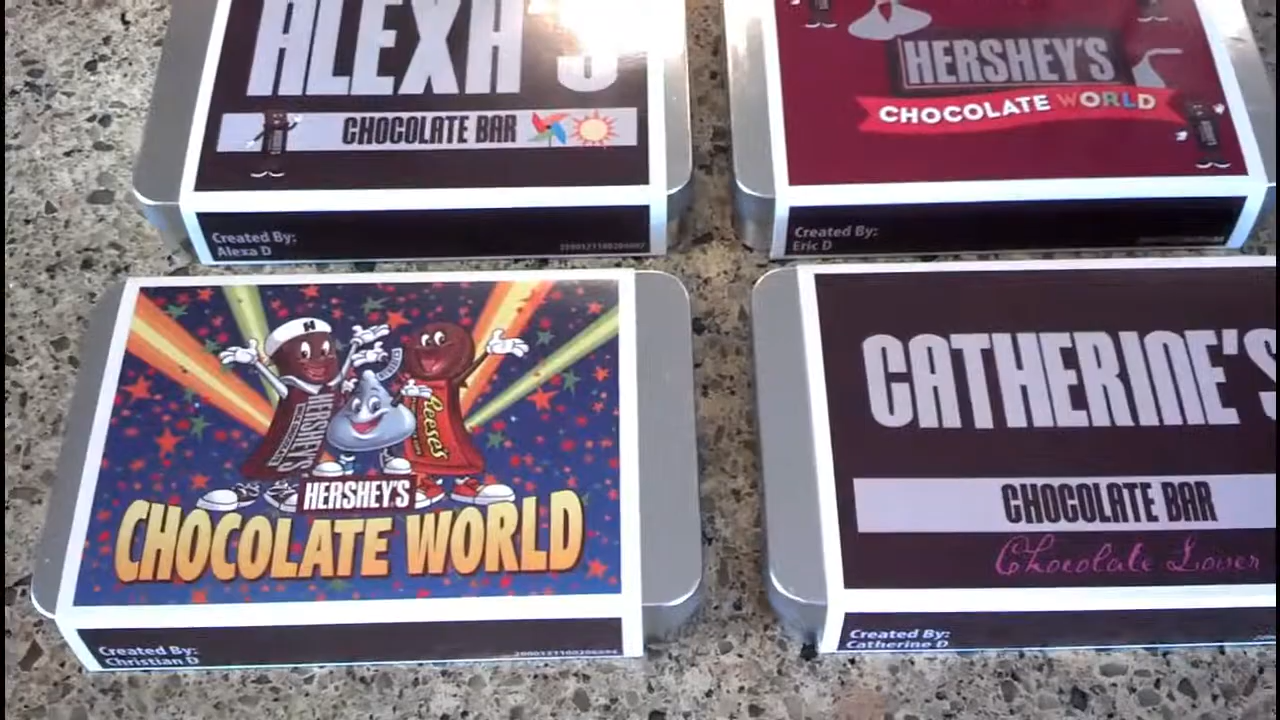 ALEXA'S
CHOCOLATE BAR
Created By:
Alexa D
HERSHEY'S
CHOCOLATE WORLD
Created By:
Eric D
H
HERSHEY'S
Reese's
HERSHEY'S
CHOCOLATE WORLD
Created By:
Christian D
CATHERINE'S
CHOCOLATE BAR
Chocolate Lover
Created By:
Catherine D